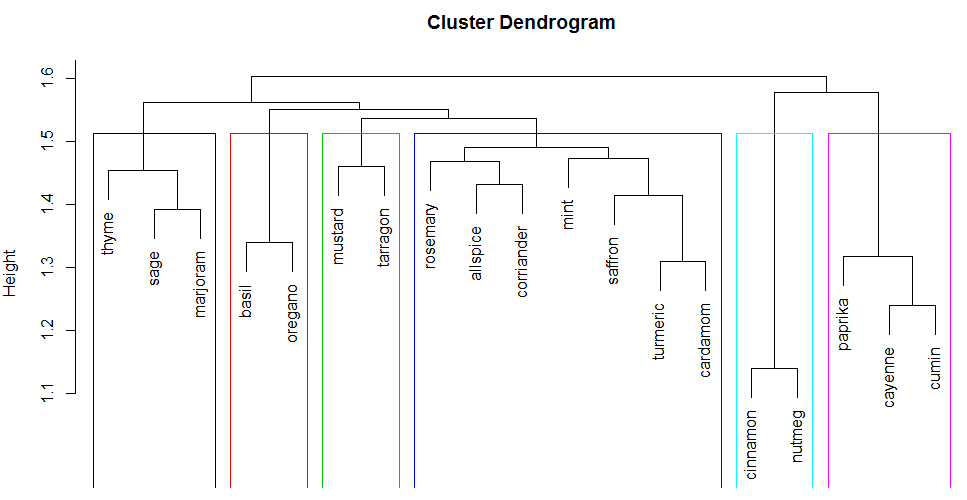 Cluster Dendrogram
Height
1.6
1.5
1.4
1.3
1.2
1.1
thyme
sage
marjoram
basil
oregano
mustard
tarragon
rosemary
allspice
corriander
mint
saffron
turmeric
cardamom
cinnamon
nutmeg
paprika
cayenne
cumin